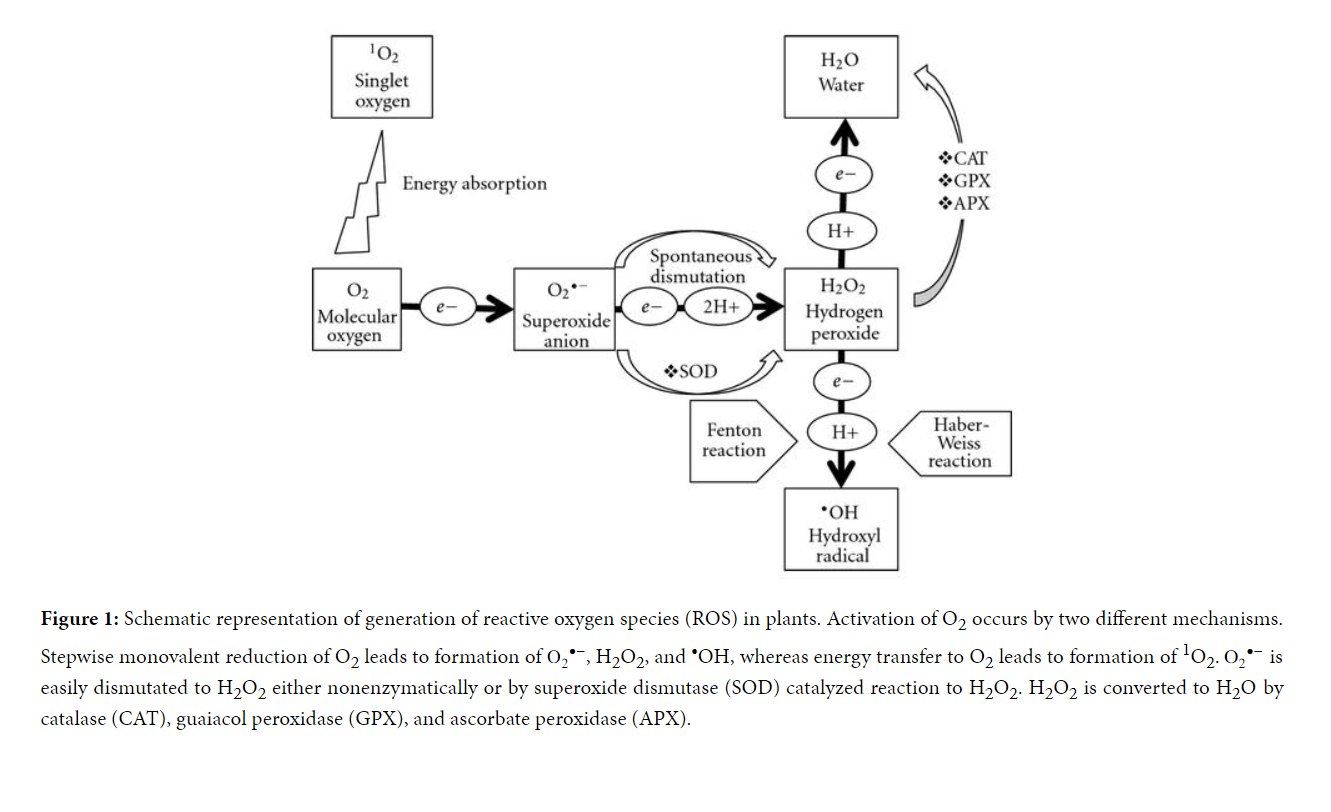 ¹O₂
Singlet
oxygen
Energy absorption
O₂
Molecular
oxygen
e−
O₂•−
Superoxide
anion
Spontaneous
dismutation
e−
2H+
❖SOD
H₂O
Water
e−
H+
❖CAT
❖GPX
❖APX
H₂O₂
Hydrogen
peroxide
e−
H+
Fenton
reaction
Haber-
Weiss
reaction
•OH
Hydroxyl
radical
Figure 1: Schematic representation of generation of reactive oxygen species (ROS) in plants. Activation of O₂ occurs by two different mechanisms.
Stepwise monovalent reduction of O₂ leads to formation of O₂•−, H₂O₂, and •OH, whereas energy transfer to O₂ leads to formation of ¹O₂. O₂•− is
easily dismutated to H₂O₂ either nonenzymatically or by superoxide dismutase (SOD) catalyzed reaction to H₂O₂. H₂O₂ is converted to H₂O by
catalase (CAT), guaiacol peroxidase (GPX), and ascorbate peroxidase (APX).